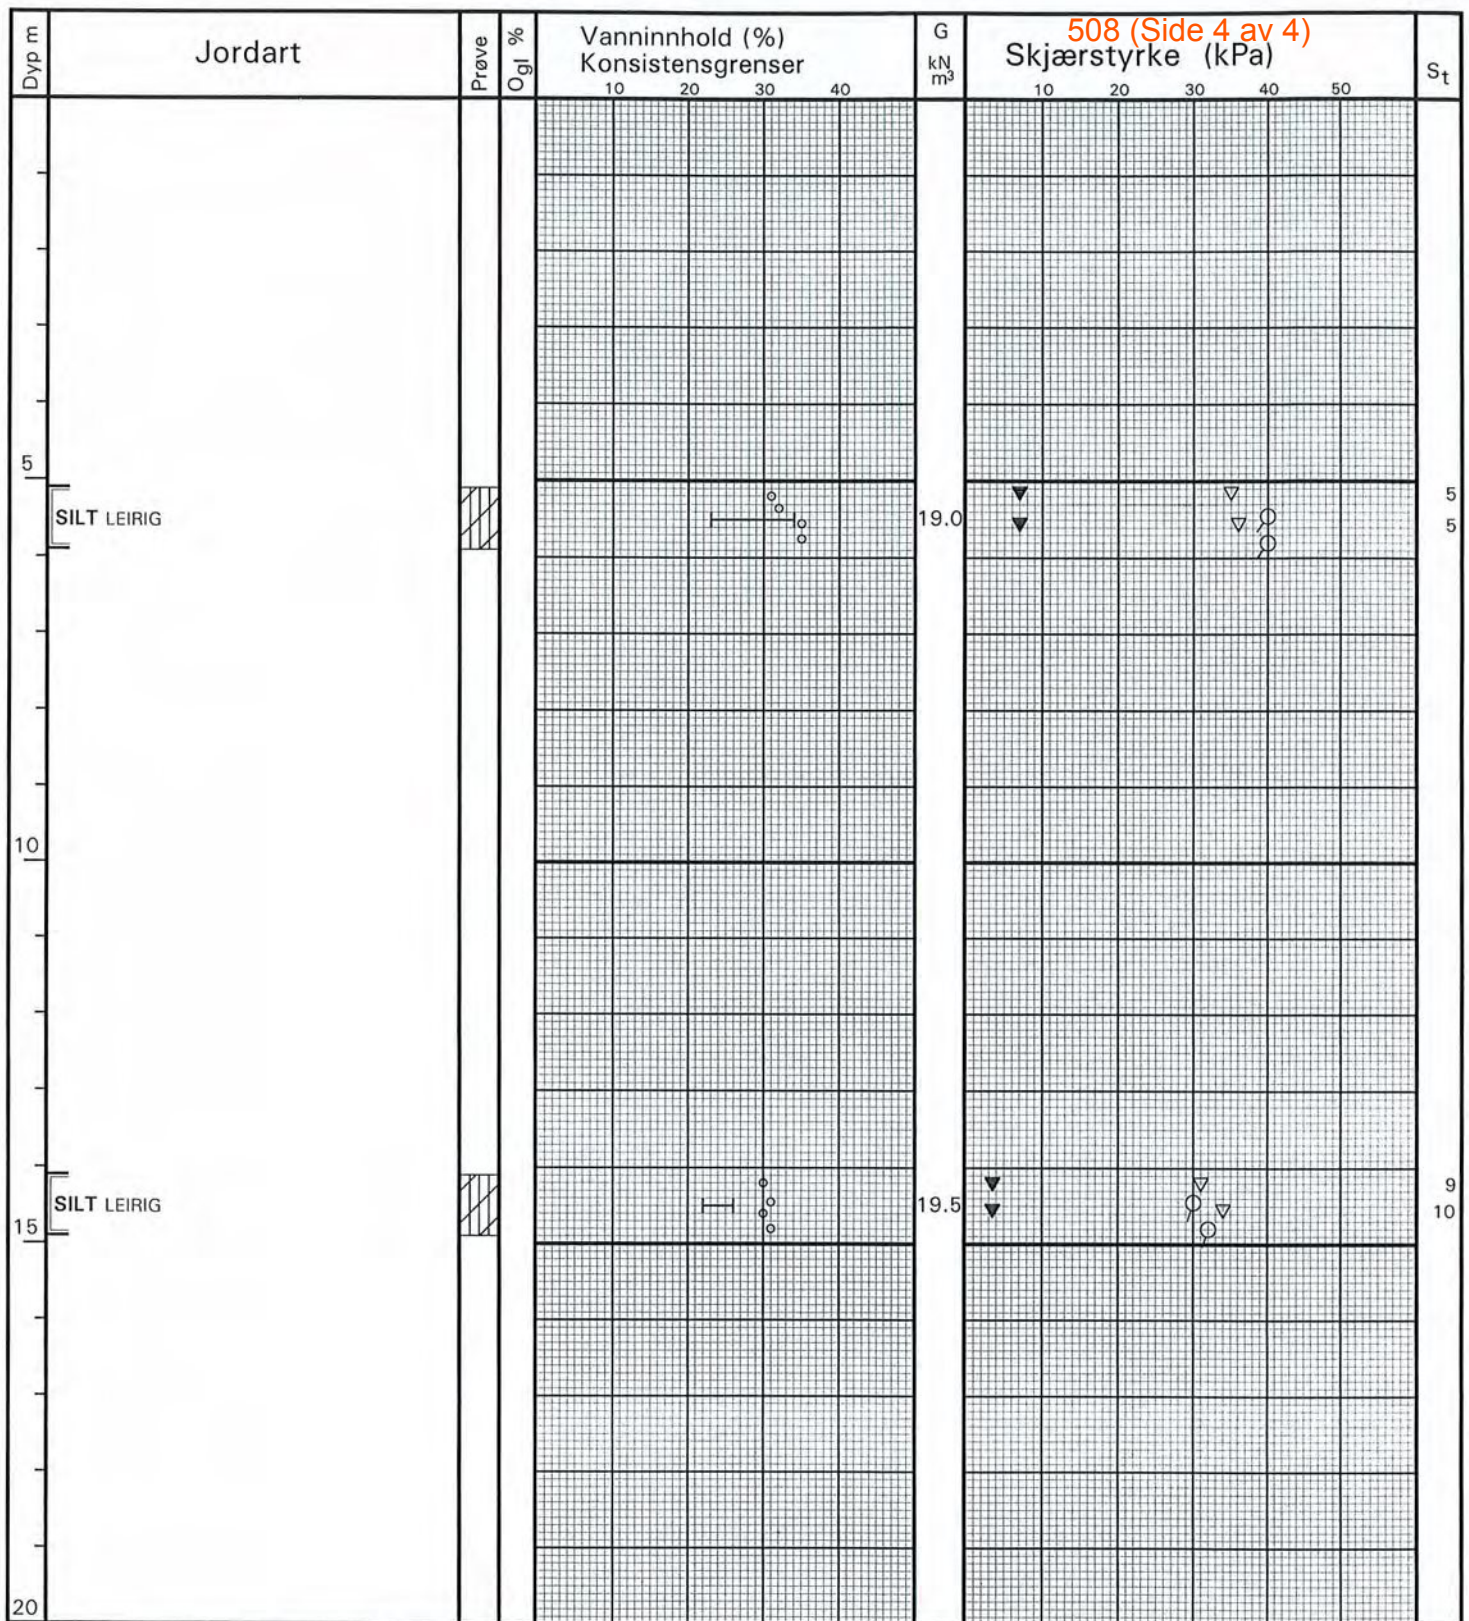 508 (Side 4 av 4)
Dyp m
Jordart
Prøve
Ogl %
Vanninnhold (%)
Konsistensgrenser
10 20 30 40
G
kN
m³
Skjærstyrke (kPa)
10 20 30 40 50
St
5
SILT LEIRIG
19.0
5
5
10
SILT LEIRIG
19.5
9
10
15
20